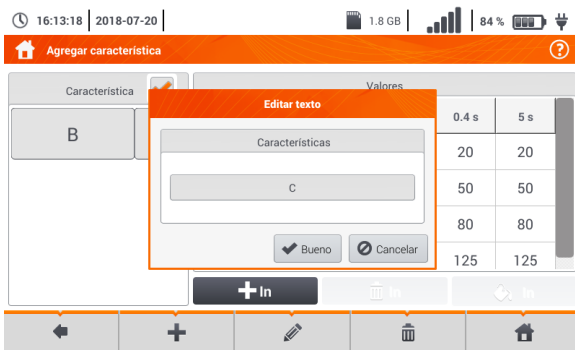 16:13:18 2018-07-20 1.8 GB 84 %
Agregar característica ?
Característica Valores
Editar texto
0.4 s 5 s
B
Características
20 20
C
50 50
80 80
Bueno Cancelar
125 125
In In In